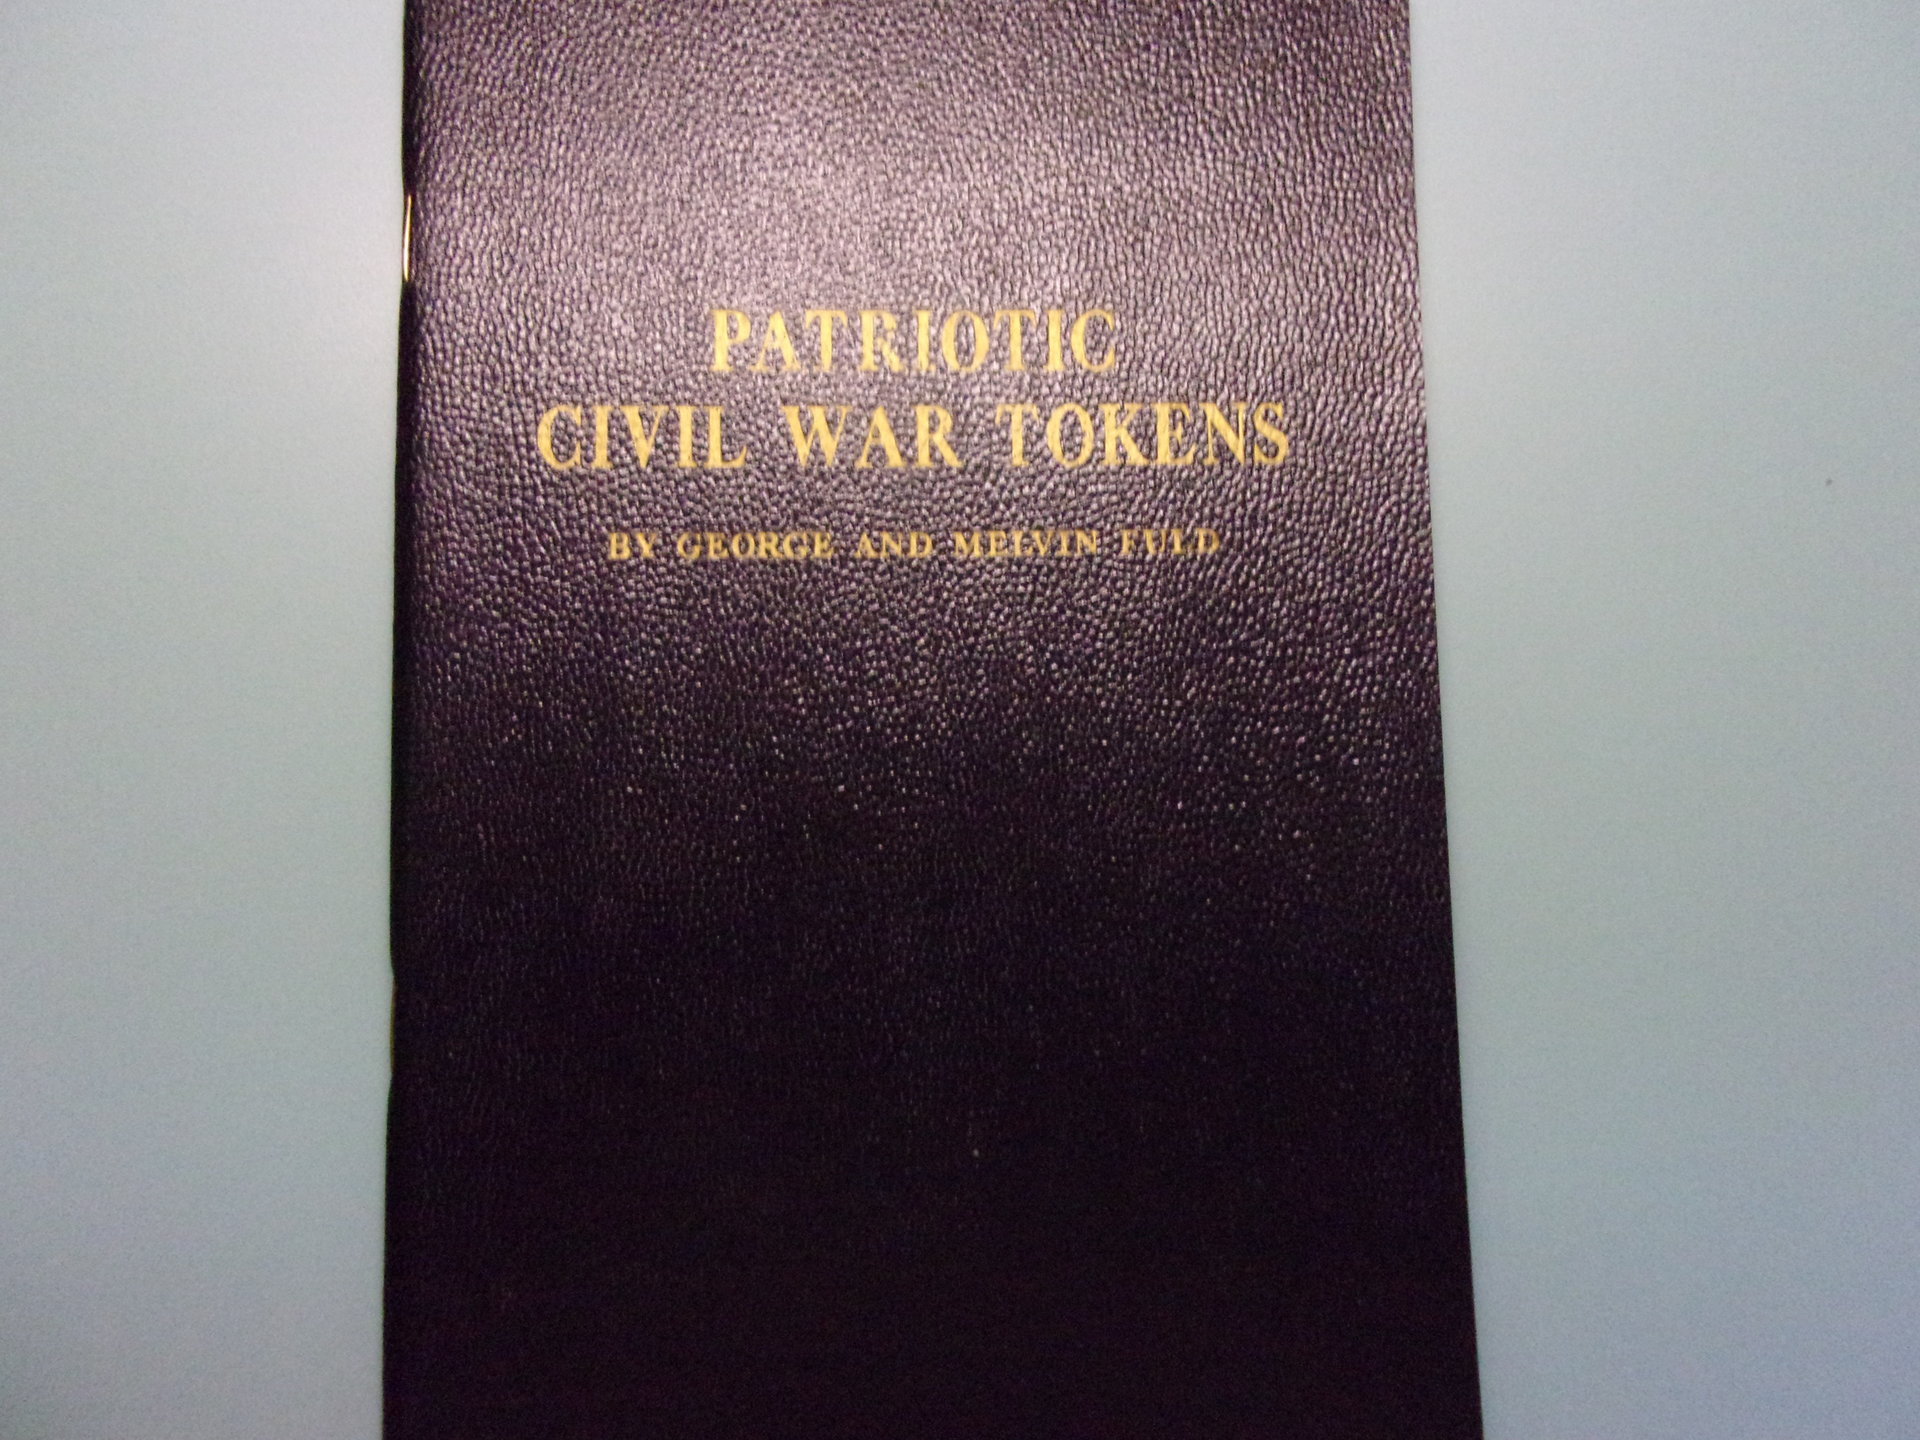 PATRIOTIC
CIVIL WAR TOKENS
BY GEORGE AND MELVIN FULD